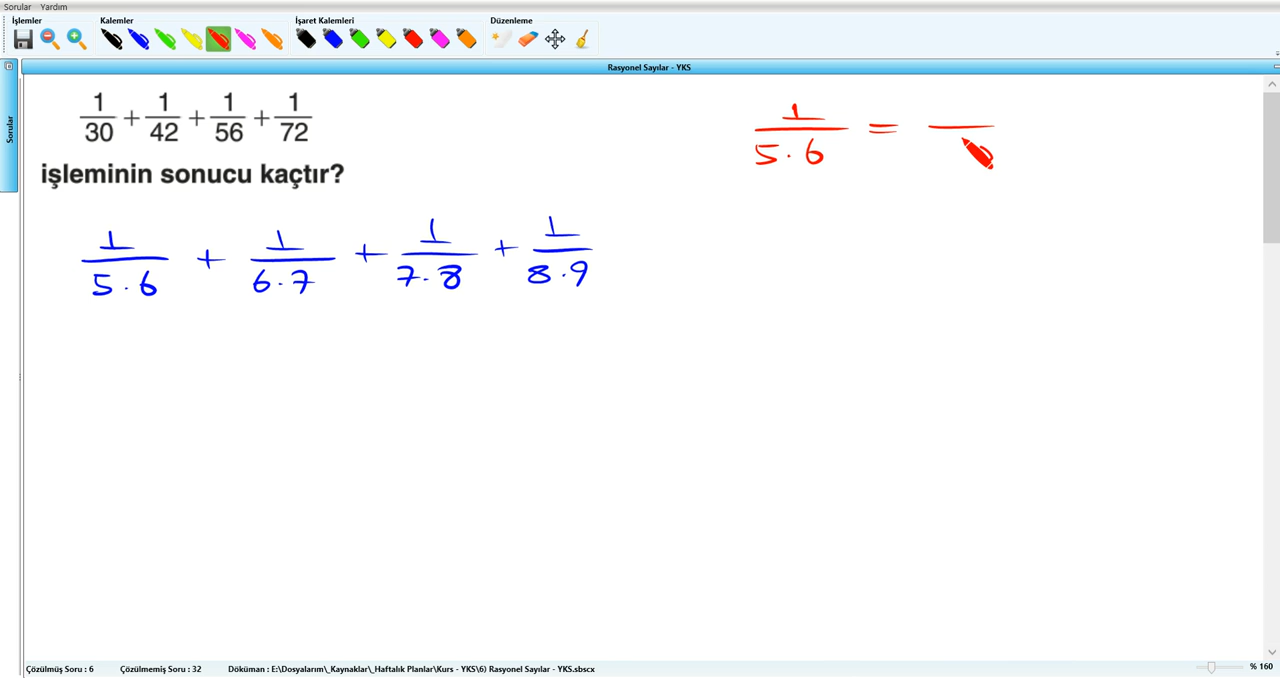 Sorular Yardım
İşlemler Kalemler İşaret Kalemleri Düzenleme
Rasyonel Sayılar - YKS
Sorular
1/30 + 1/42 + 1/56 + 1/72
işleminin sonucu kaçtır?
1/5.6 =
1/5.6 + 1/6.7 + 1/7.8 + 1/8.9
Çözülmüş Soru : 6 Çözülmemiş Soru : 32 Döküman : E:\Dosyalarım\_Kaynaklar\_Haftalık Planlar\Kurs - YKS\6) Rasyonel Sayılar - YKS.sbscx % 160